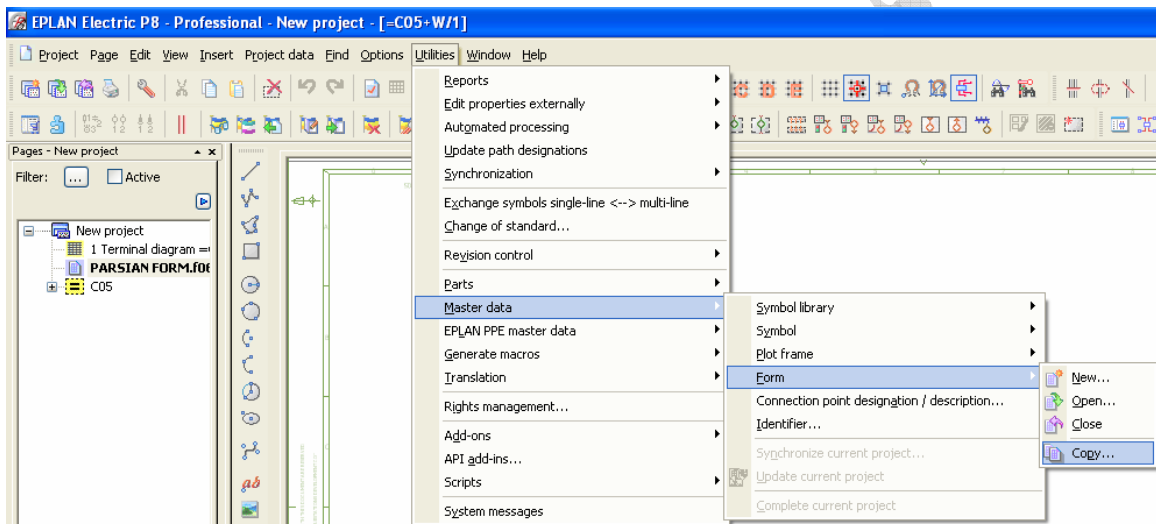 EPLAN Electric P8 - Professional - New project - [=C05+W/1]
Project Page Edit View Insert Project data Find Options Utilities Window Help
Pages - New project
Filter: ... Active
New project
1 Terminal diagram =
PARSIAN FORM.f06
C05
Reports
Edit properties externally
Automated processing
Update path designations
Synchronization
Exchange symbols single-line <--> multi-line
Change of standard...
Revision control
Parts
Master data
EPLAN PPE master data
Generate macros
Translation
Rights management...
Add-ons
API add-ins...
Scripts
System messages
Symbol library
Symbol
Plot frame
Form
Connection point designation / description...
Identifier...
Synchronize current project...
Update current project
Complete current project
New...
Open...
Close
Copy...